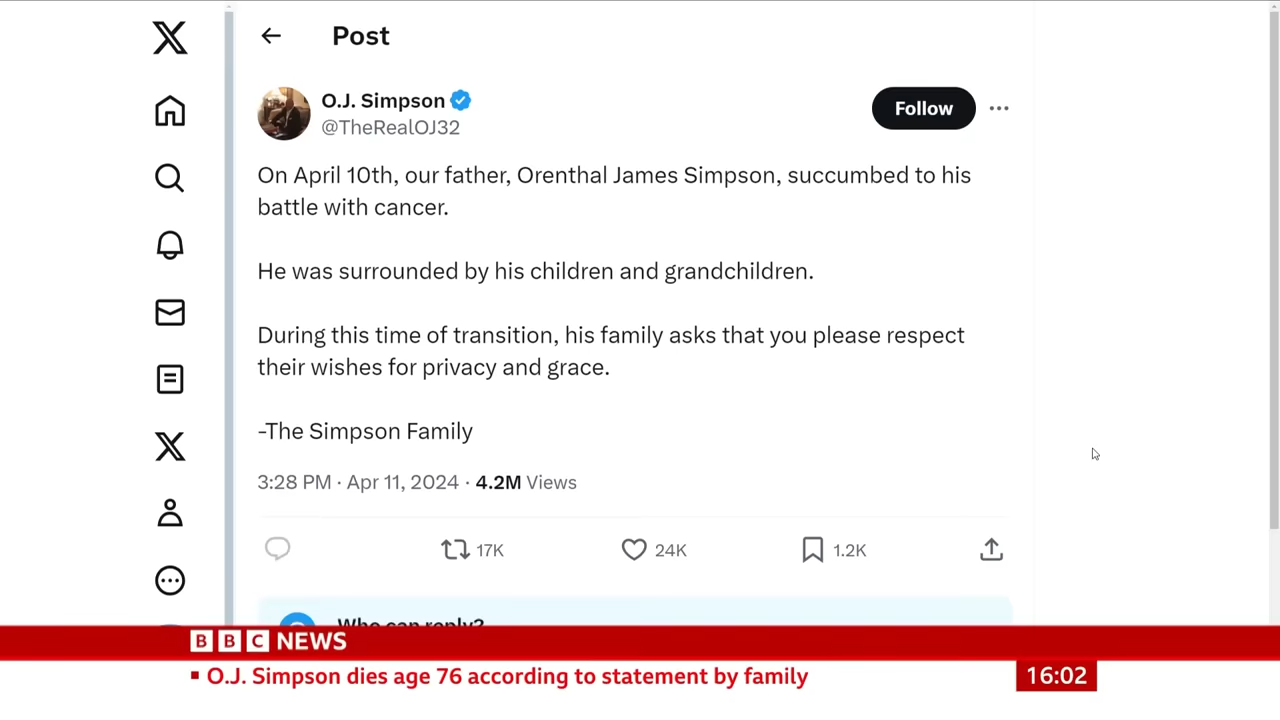 Post
O.J. Simpson
Follow
@TheRealOJ32
On April 10th, our father, Orenthal James Simpson, succumbed to his
battle with cancer.
He was surrounded by his children and grandchildren.
During this time of transition, his family asks that you please respect
their wishes for privacy and grace.
-The Simpson Family
3:28 PM · Apr 11, 2024 · 4.2M Views
17K 24K 1.2K
Who can reply?
BBC NEWS
O.J. Simpson dies age 76 according to statement by family
16:02